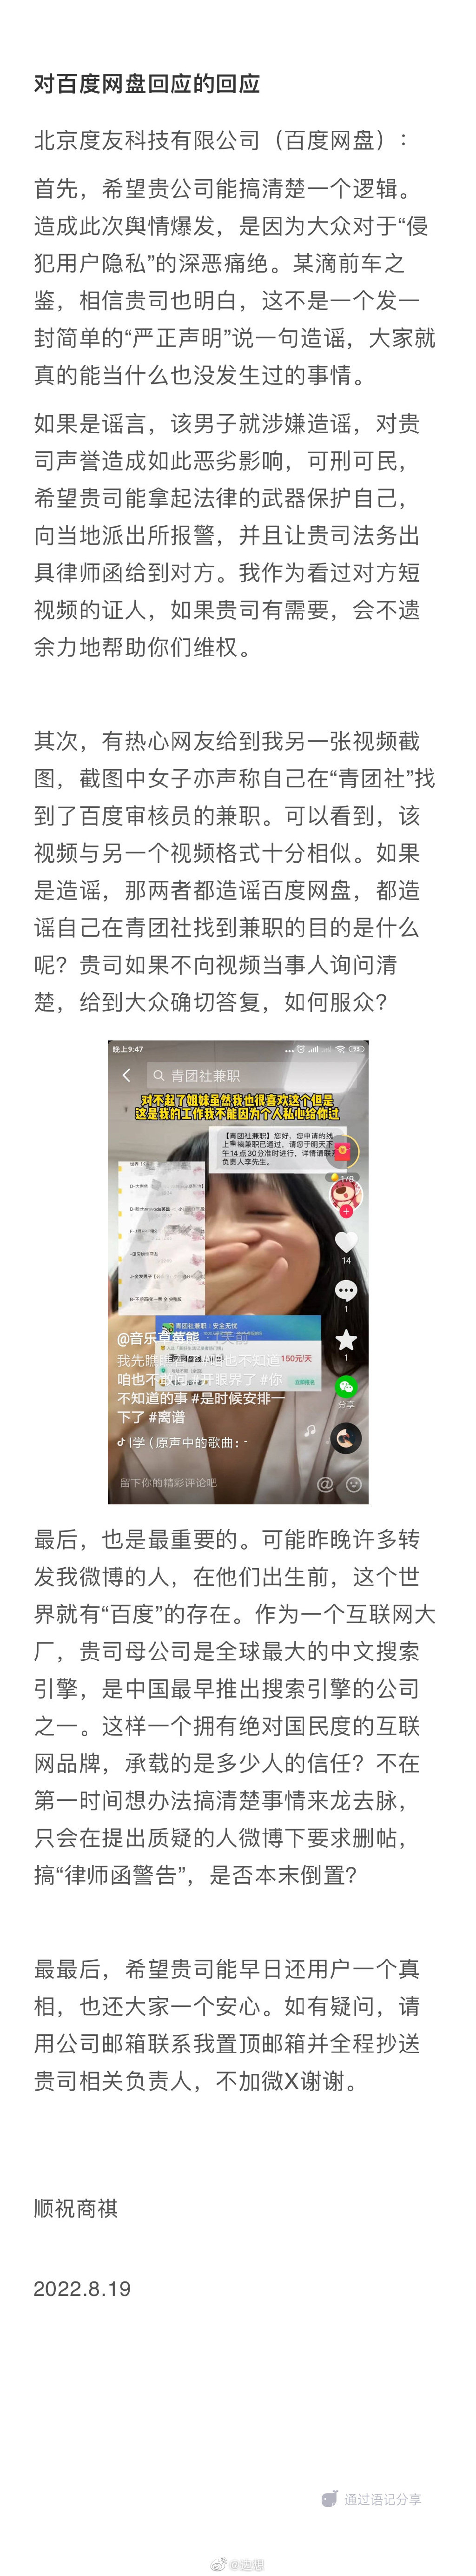 对百度网盘回应的回应
北京度友科技有限公司（百度网盘）：
首先，希望贵公司能搞清楚一个逻辑。
造成此次舆情爆发，是因为大众对于“侵
犯用户隐私”的深恶痛绝。某滴前车之
鉴，相信贵司也明白，这不是一个发一
封简单的“严正声明”说一句造谣，大家就
真的能当什么也没发生过的事情。
如果是谣言，该男子就涉嫌造谣，对贵
司声誉造成如此恶劣影响，可刑可民，
希望贵司能拿起法律的武器保护自己，
向当地派出所报警，并且让贵司法务出
具律师函给到对方。我作为看过对方短
视频的证人，如果贵司有需要，会不遗
余力地帮助你们维权。
其次，有热心网友给到我另一张视频截
图，截图中女子亦声称自己在“青团社”找
到了百度审核员的兼职。可以看到，该
视频与另一个视频格式十分相似。如果
是造谣，那两者都造谣百度网盘，都造
谣自己在青团社找到兼职的目的是什么
呢？贵司如果不向视频当事人询问清
楚，给到大众确切答复，如何服众？
晚上9:47
青团社兼职
对不起了姐妹虽然我也很喜欢这个但是
这是我的工作我不能因为个人私心给你过
【青团社兼职】您好，您申请的线
上兼职已通过，请您于明天下
午14点30分准时进行，详情请联系
负责人李先生。
1/8
14
1
1
分享
安全无忧
150元/天
@音乐草莓熊 · 1天前
我先瞧
咱也不敢问 #开眼界了 #你
不知道的事 #是时候安排一
下了 #离谱
学（原声中的歌曲：-
留下你的精彩评论吧
最后，也是最重要的。可能昨晚许多转
发我微博的人，在他们出生前，这个世
界就有“百度”的存在。作为一个互联网大
厂，贵司母公司是全球最大的中文搜索
引擎，是中国最早推出搜索引擎的公司
之一。这样一个拥有绝对国民度的互联
网品牌，承载的是多少人的信任？不在
第一时间想办法搞清楚事情来龙去脉，
只会在提出质疑的人微博下要求删帖，
搞“律师函警告”，是否本末倒置？
最最后，希望贵司能早日还用户一个真
相，也还大家一个安心。如有疑问，请
用公司邮箱联系我置顶邮箱并全程抄送
贵司相关负责人，不加微X谢谢。
顺祝商祺
2022.8.19
通过语记分享